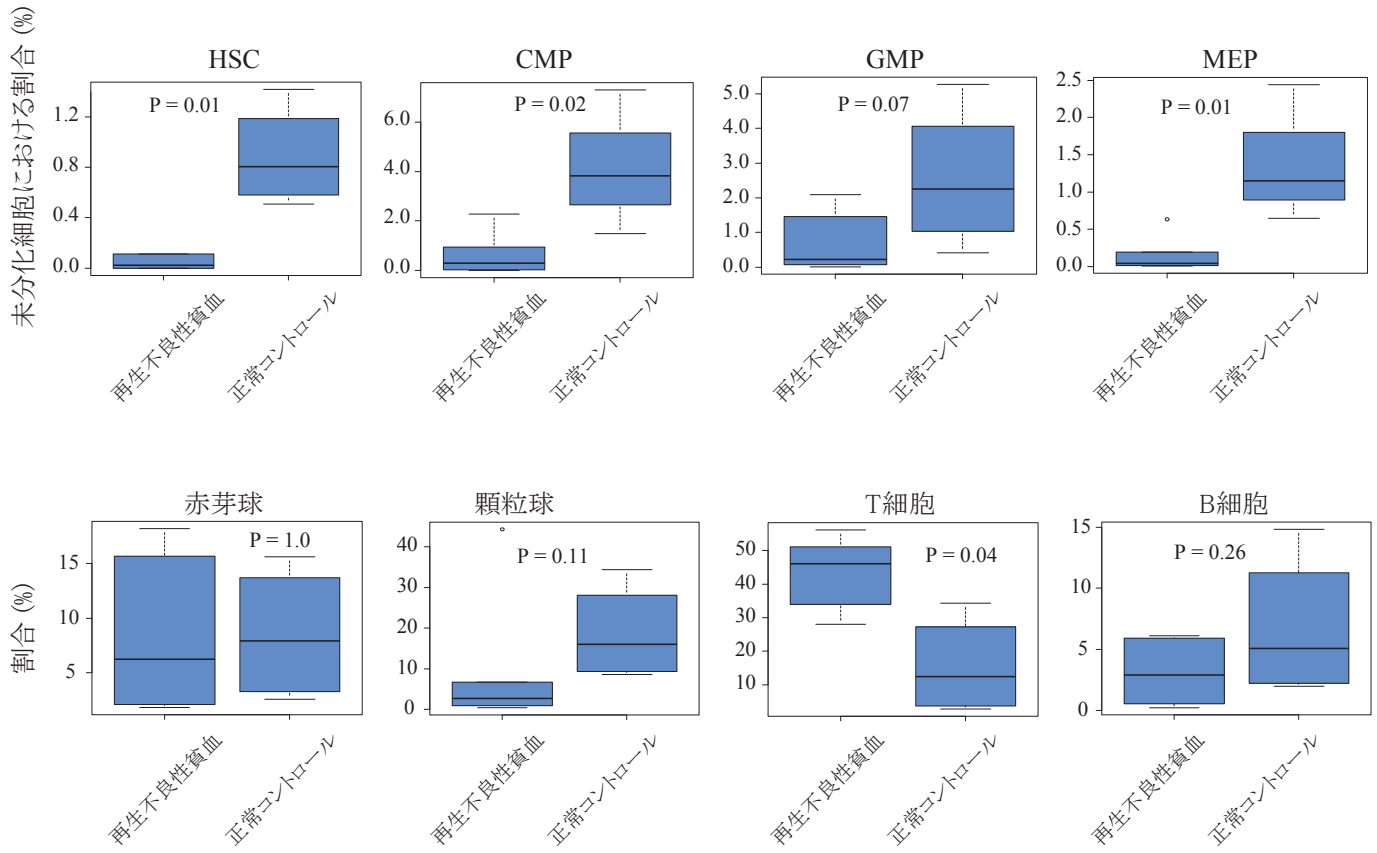 未分化細胞における割合 (%)
HSC
P = 0.01
1.2
0.8
0.4
0.0
再生不良性貧血
正常コントロール
CMP
P = 0.02
6.0
4.0
2.0
0.0
再生不良性貧血
正常コントロール
GMP
P = 0.07
5.0
4.0
3.0
2.0
1.0
0.0
再生不良性貧血
正常コントロール
MEP
P = 0.01
2.5
2.0
1.5
1.0
0.5
0.0
再生不良性貧血
正常コントロール
割合 (%)
赤芽球
P = 1.0
15
10
5
再生不良性貧血
正常コントロール
顆粒球
P = 0.11
40
30
20
10
0
再生不良性貧血
正常コントロール
T細胞
P = 0.04
50
40
30
20
10
再生不良性貧血
正常コントロール
B細胞
P = 0.26
15
10
5
0
再生不良性貧血
正常コントロール